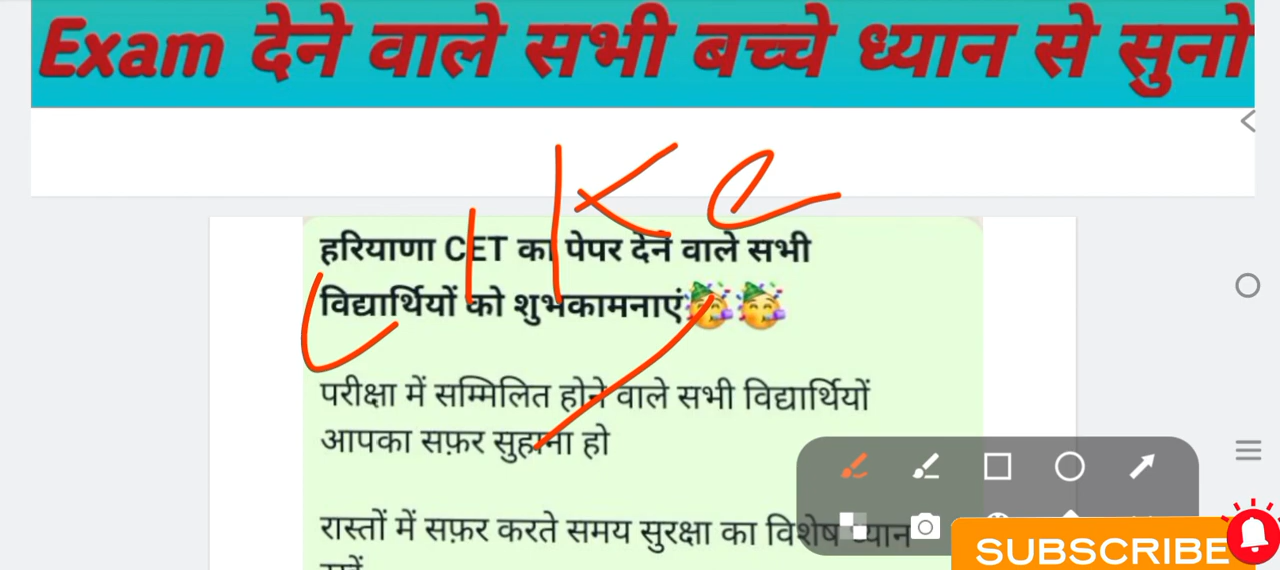 Exam देने वाले सभी बच्चे ध्यान से सुनो
like
हरियाणा CET का पेपर देने वाले सभी
विद्यार्थियों को शुभकामनाएं🥳🥳
परीक्षा में सम्मिलित होने वाले सभी विद्यार्थियों
आपका सफ़र सुहाना हो
रास्तों में सफ़र करते समय सुरक्षा का विशेष ध्यान
SUBSCRIBE